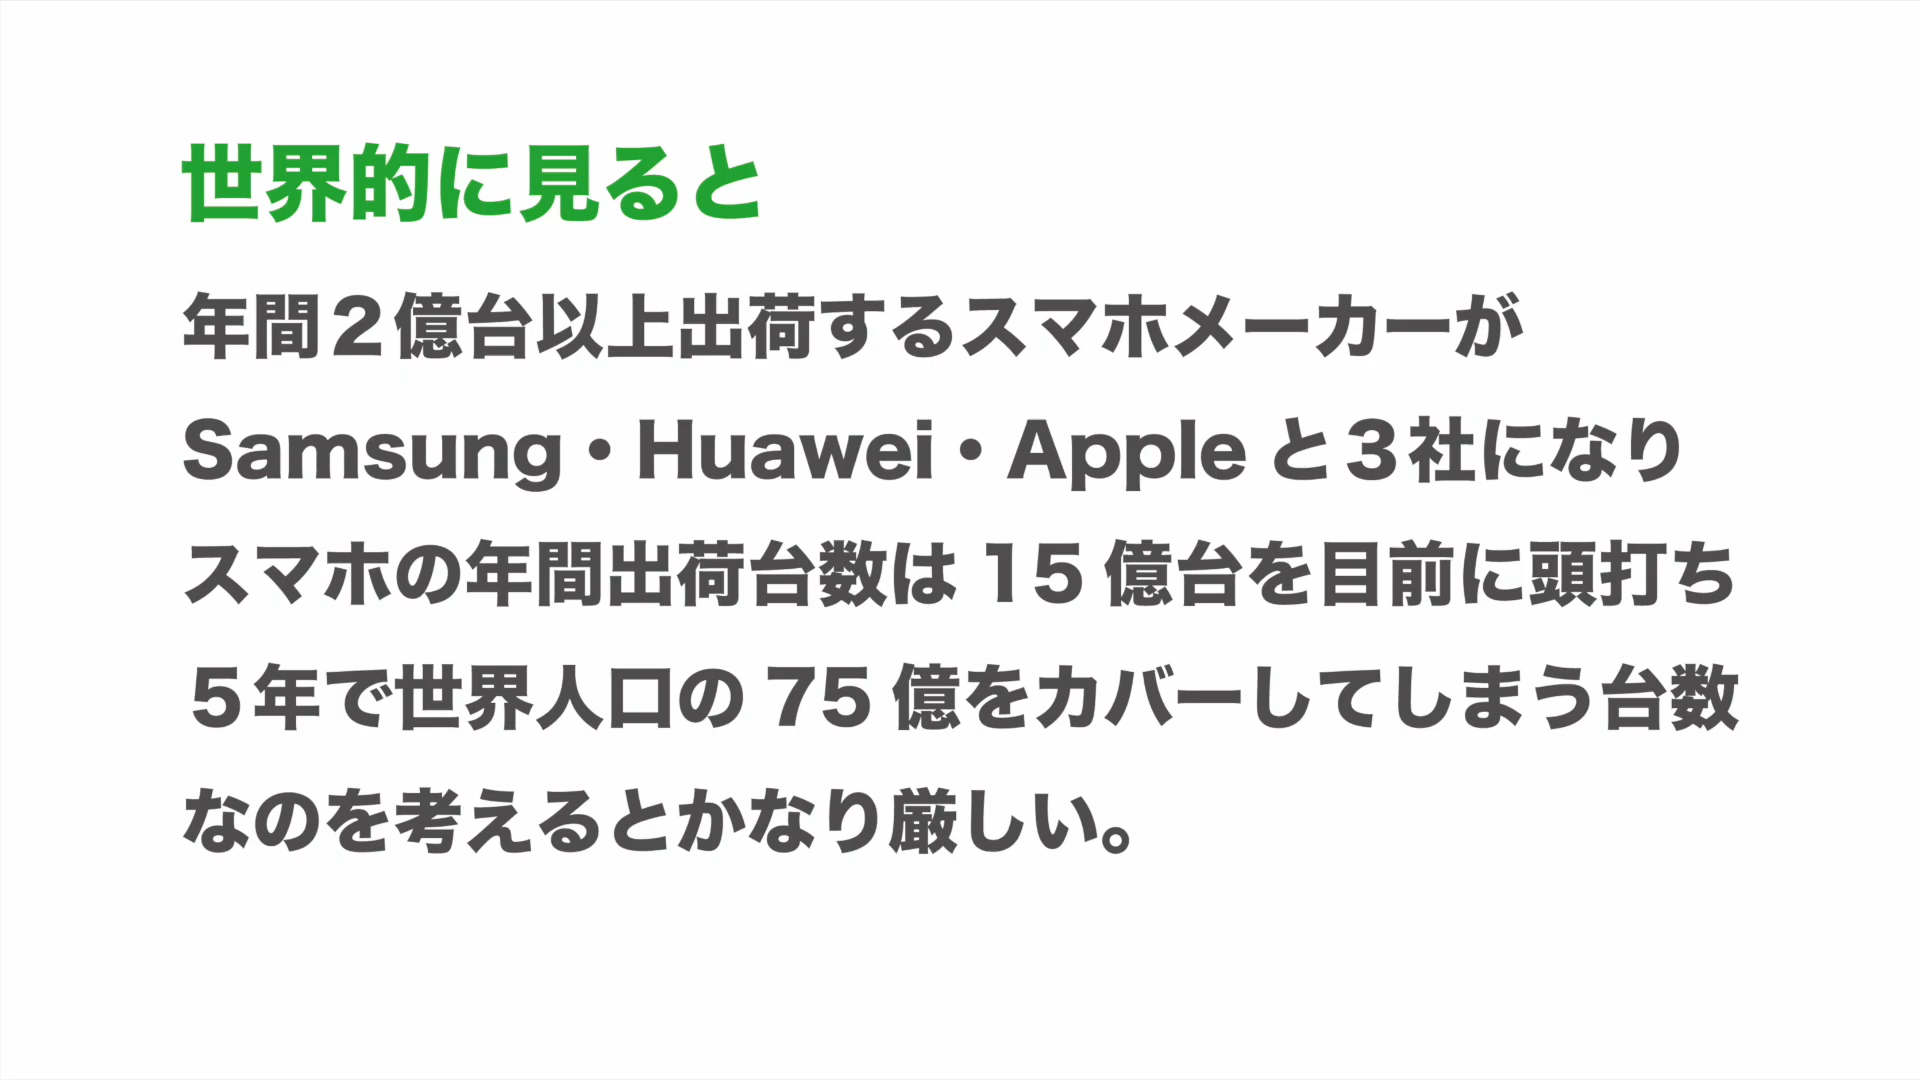 世界的に見ると
年間２億台以上出荷するスマホメーカーが
Samsung・Huawei・Apple と３社になり
スマホの年間出荷台数は 15 億台を目前に頭打ち
５年で世界人口の 75 億をカバーしてしまう台数
なのを考えるとかなり厳しい。